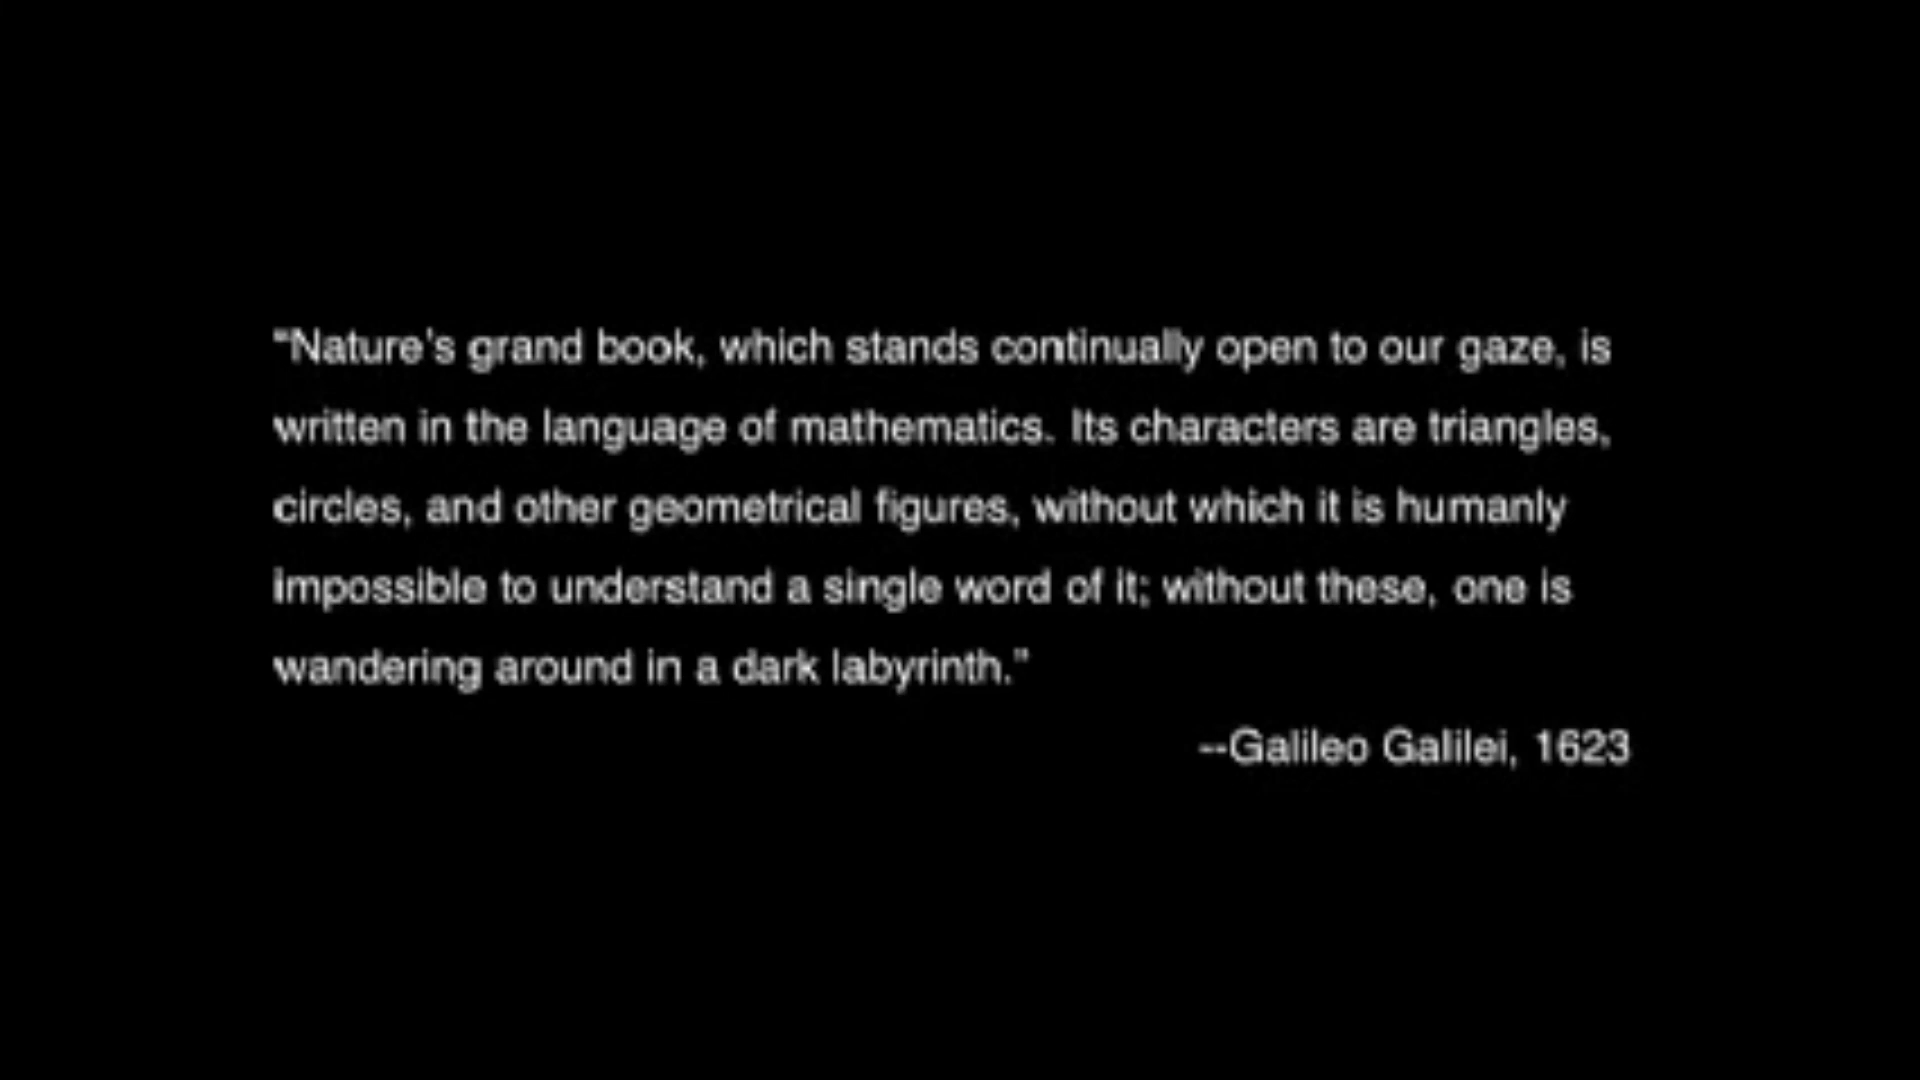 “Nature’s grand book, which stands continually open to our gaze, is
written in the language of mathematics. Its characters are triangles,
circles, and other geometrical figures, without which it is humanly
impossible to understand a single word of it; without these, one is
wandering around in a dark labyrinth.”
--Galileo Galilei, 1623